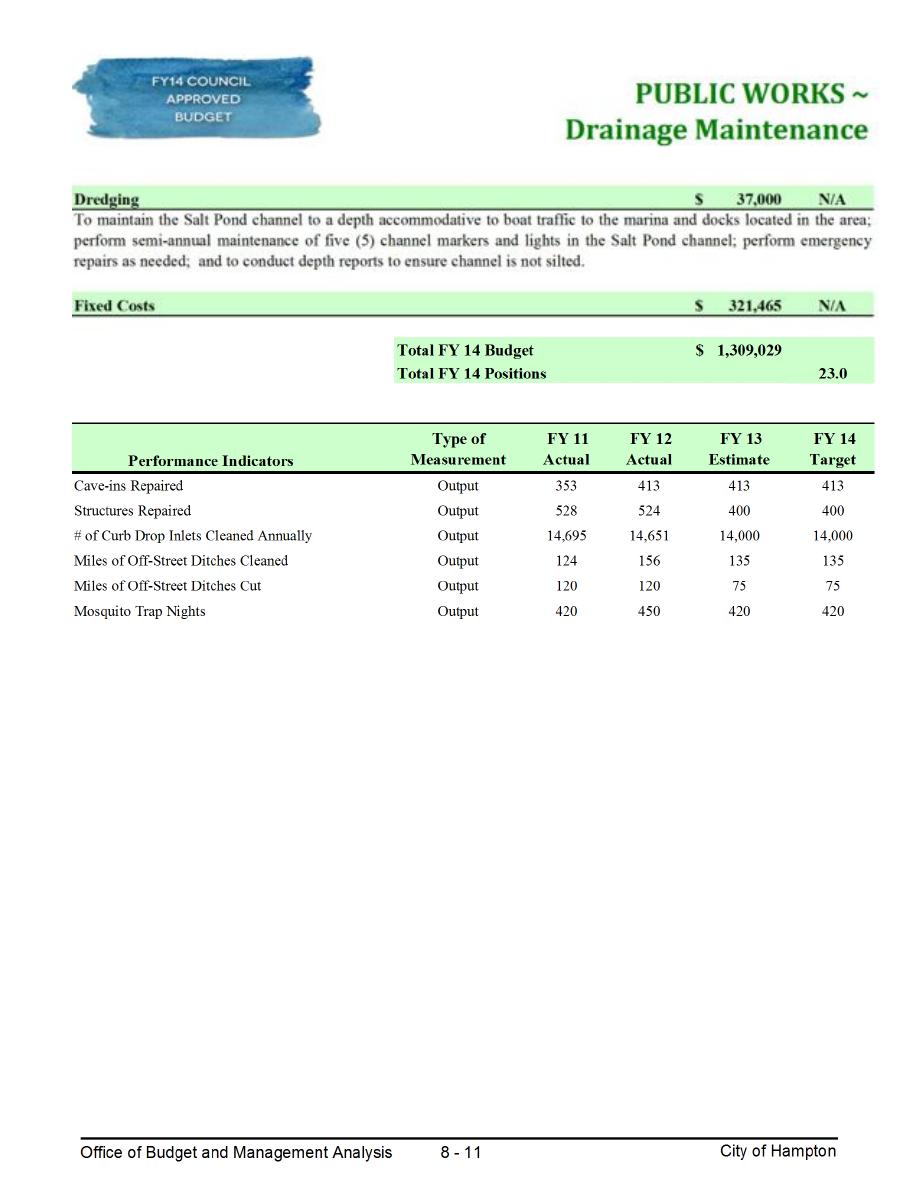 FY14 COUNCIL
APPROVED
BUDGET
PUBLIC WORKS ~
Drainage Maintenance
Dredging $ 37,000 N/A
To maintain the Salt Pond channel to a depth accommodative to boat traffic to the marina and docks located in the area;
perform semi-annual maintenance of five (5) channel markers and lights in the Salt Pond channel; perform emergency
repairs as needed; and to conduct depth reports to ensure channel is not silted.
Fixed Costs $ 321,465 N/A
Total FY 14 Budget $ 1,309,029
Total FY 14 Positions 23.0
Type of FY 11 FY 12 FY 13 FY 14
Performance Indicators Measurement Actual Actual Estimate Target
Cave-ins Repaired Output 353 413 413 413
Structures Repaired Output 528 524 400 400
# of Curb Drop Inlets Cleaned Annually Output 14,695 14,651 14,000 14,000
Miles of Off-Street Ditches Cleaned Output 124 156 135 135
Miles of Off-Street Ditches Cut Output 120 120 75 75
Mosquito Trap Nights Output 420 450 420 420
Office of Budget and Management Analysis 8 - 11 City of Hampton